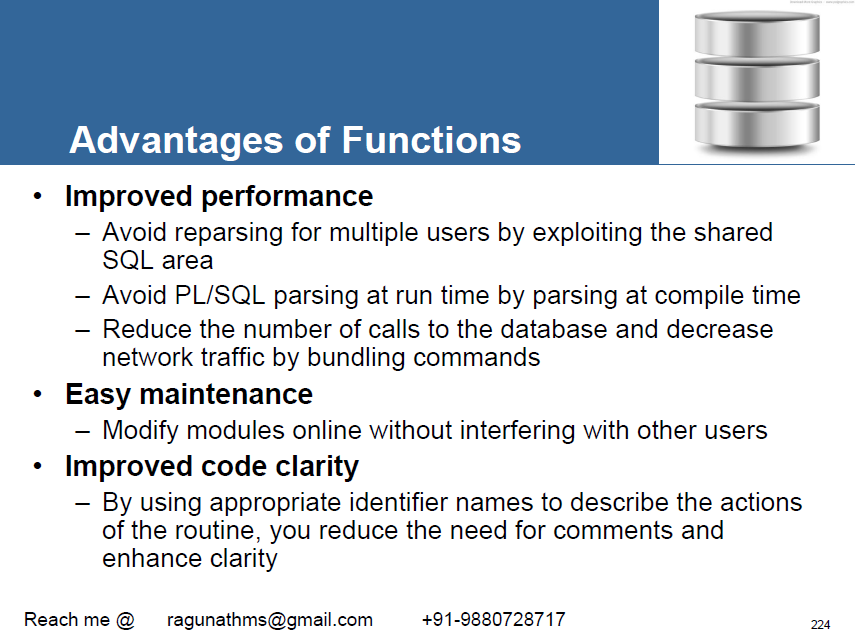 Advantages of Functions
• Improved performance
– Avoid reparsing for multiple users by exploiting the shared
SQL area
– Avoid PL/SQL parsing at run time by parsing at compile time
– Reduce the number of calls to the database and decrease
network traffic by bundling commands
• Easy maintenance
– Modify modules online without interfering with other users
• Improved code clarity
– By using appropriate identifier names to describe the actions
of the routine, you reduce the need for comments and
enhance clarity
Reach me @ ragunathms@gmail.com +91-9880728717
224